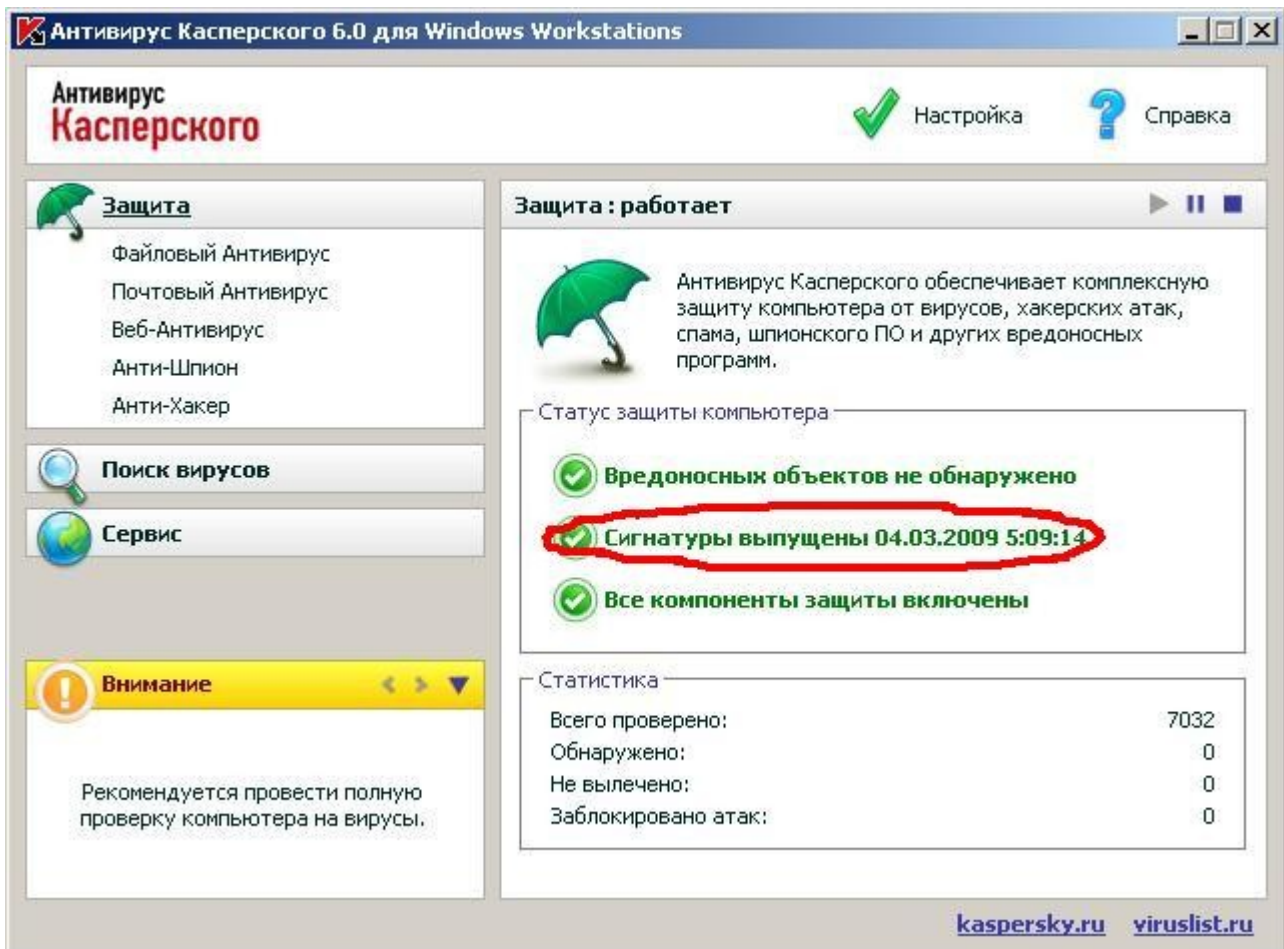 Антивирус Касперского 6.0 для Windows Workstations
Антивирус
Касперского
Настройка
Справка
Защита
Файловый Антивирус
Почтовый Антивирус
Веб-Антивирус
Анти-Шпион
Анти-Хакер
Поиск вирусов
Сервис
Внимание
Рекомендуется провести полную
проверку компьютера на вирусы.
Защита : работает
Антивирус Касперского обеспечивает комплексную
защиту компьютера от вирусов, хакерских атак,
спама, шпионского ПО и других вредоносных
программ.
Статус защиты компьютера
Вредоносных объектов не обнаружено
Сигнатуры выпущены 04.03.2009 5:09:14
Все компоненты защиты включены
Статистика
Всего проверено: 7032
Обнаружено: 0
Не вылечено: 0
Заблокировано атак: 0
kaspersky.ru viruslist.ru